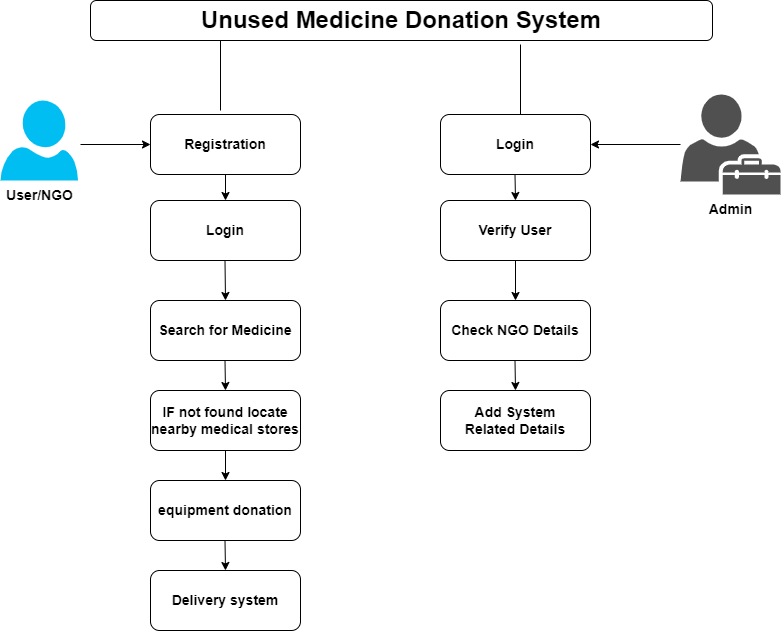 Unused Medicine Donation System
User/NGO
Registration
Login
Search for Medicine
IF not found locate
nearby medical stores
equipment donation
Delivery system
Login
Verify User
Check NGO Details
Add System
Related Details
Admin